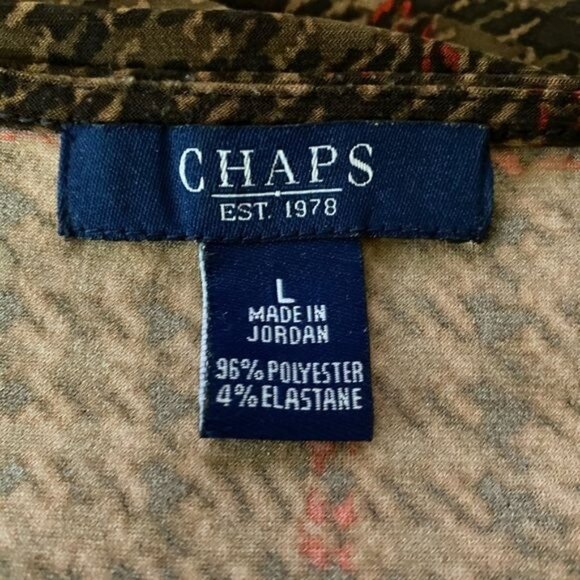 CHAPS
EST. 1978
L
MADE IN
JORDAN
96% POLYESTER
4% ELASTANE